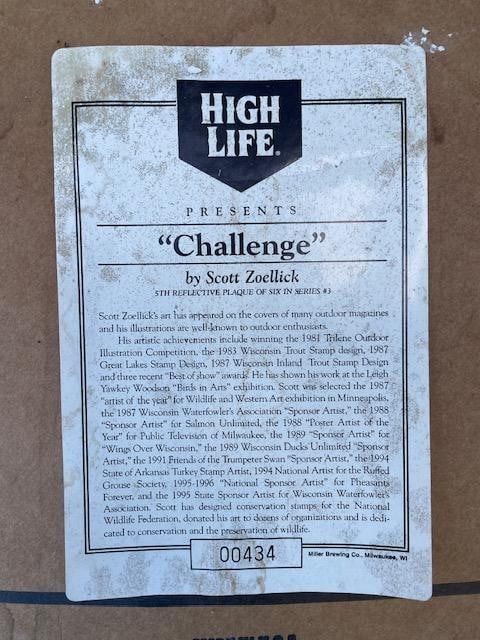 HIGH
LIFE
PRESENTS
“Challenge”
by Scott Zoellick
5TH REFLECTIVE PLAQUE OF SIX IN SERIES #3
Scott Zoellick's art has appeared on the covers of many outdoor magazines
and his illustrations are well-known to outdoor enthusiasts.
His artistic achievements include winning the 1981 Trilene Outdoor
Illustration Competition, the 1983 Wisconsin Trout Stamp design, 1987
Great Lakes Stamp Design, 1987 Wisconsin Inland Trout Stamp Design
and three recent “Best of show” awards. He has shown his work at the Leigh
Yawkey Woodson “Birds in Arts” exhibition. Scott was selected the 1987
“artist of the year” for Wildlife and Western Art exhibition in Minneapolis,
the 1987 Wisconsin Waterfowler's Association “Sponsor Artist,” the 1988
“Sponsor Artist” for Salmon Unlimited, the 1988 “Poster Artist of the
Year” for Public Television of Milwaukee, the 1989 “Sponsor Artist” for
“Wings Over Wisconsin,” the 1989 Wisconsin Ducks Unlimited “Sponsor
Artist,” the 1991 Friends of the Trumpeter Swan “Sponsor Artist,” the 1994
State of Arkansas Turkey Stamp Artist, 1994 National Artist for the Ruffed
Grouse Society, 1995-1996 “National Sponsor Artist” for Pheasants
Forever, and the 1995 State Sponsor Artist for Wisconsin Waterfowler's
Association. Scott has designed conservation stamps for the National
Wildlife Federation, donated his art to dozens of organizations and is dedi-
cated to conservation and the preservation of wildlife.
00434
Miller Brewing Co., Milwaukee, WI